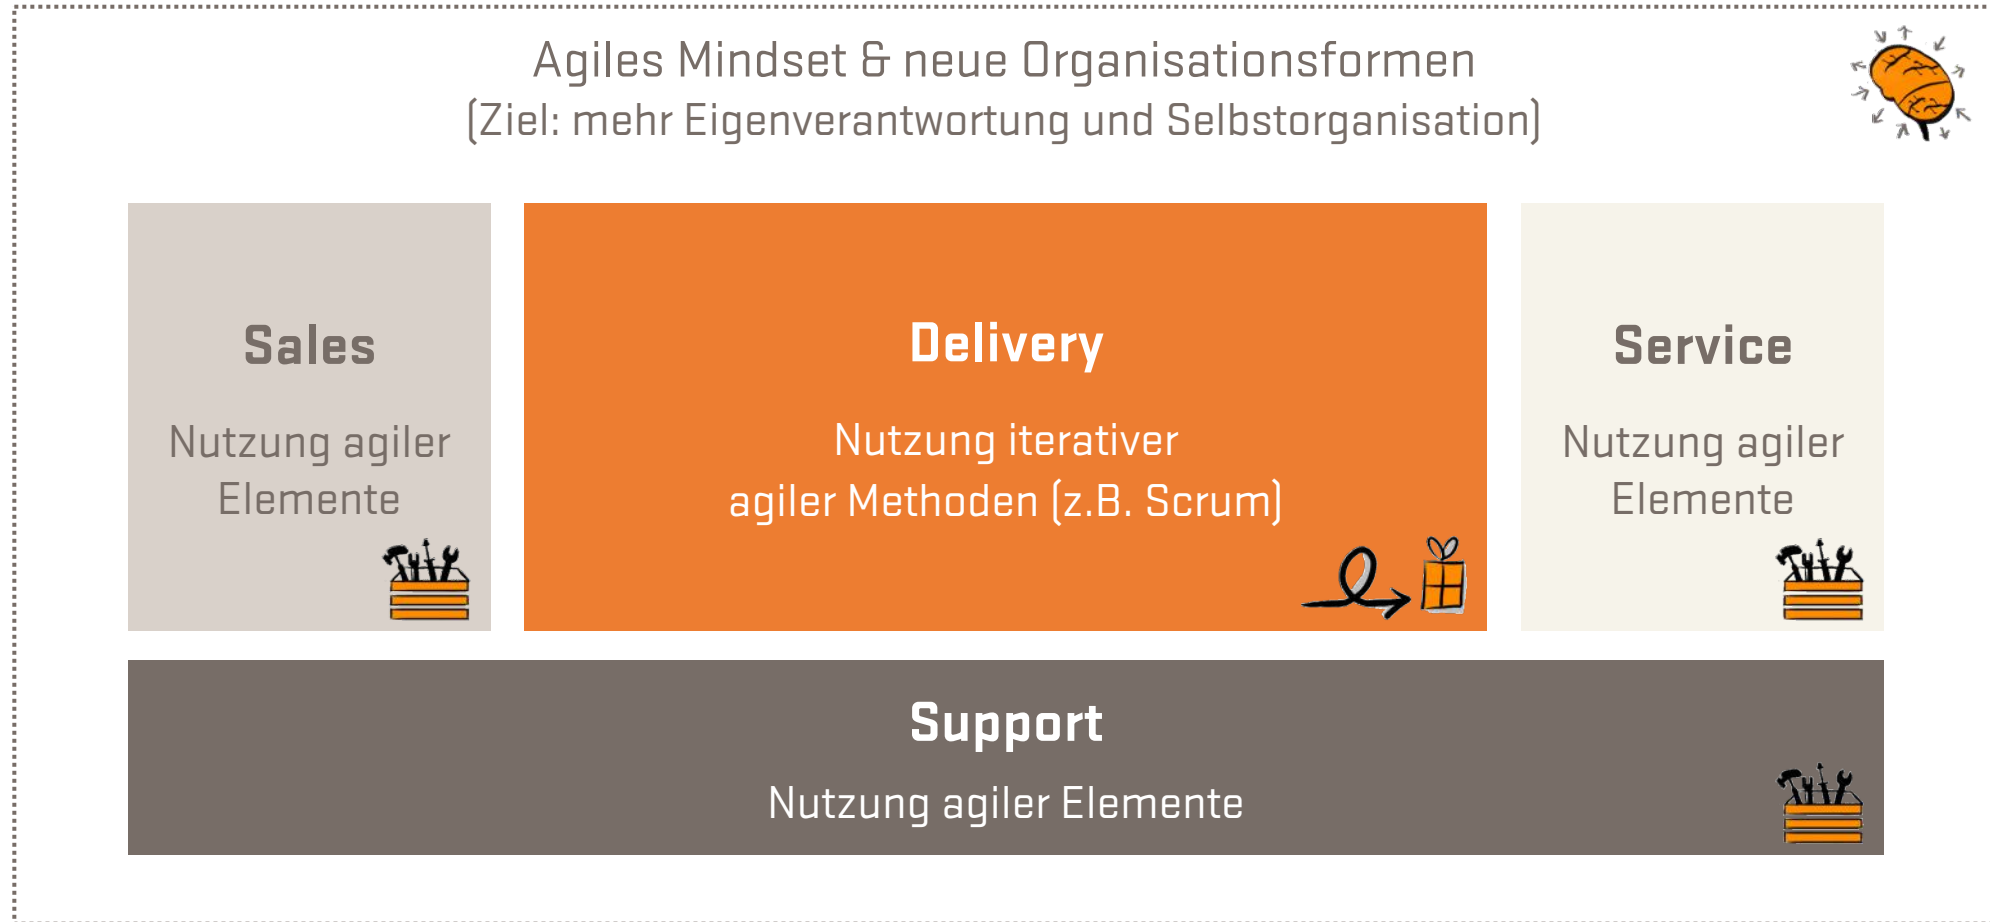 Agiles Mindset & neue Organisationsformen
(Ziel: mehr Eigenverantwortung und Selbstorganisation)
Sales
Nutzung agiler
Elemente
Delivery
Nutzung iterativer
agiler Methoden (z.B. Scrum)
Service
Nutzung agiler
Elemente
Support
Nutzung agiler Elemente